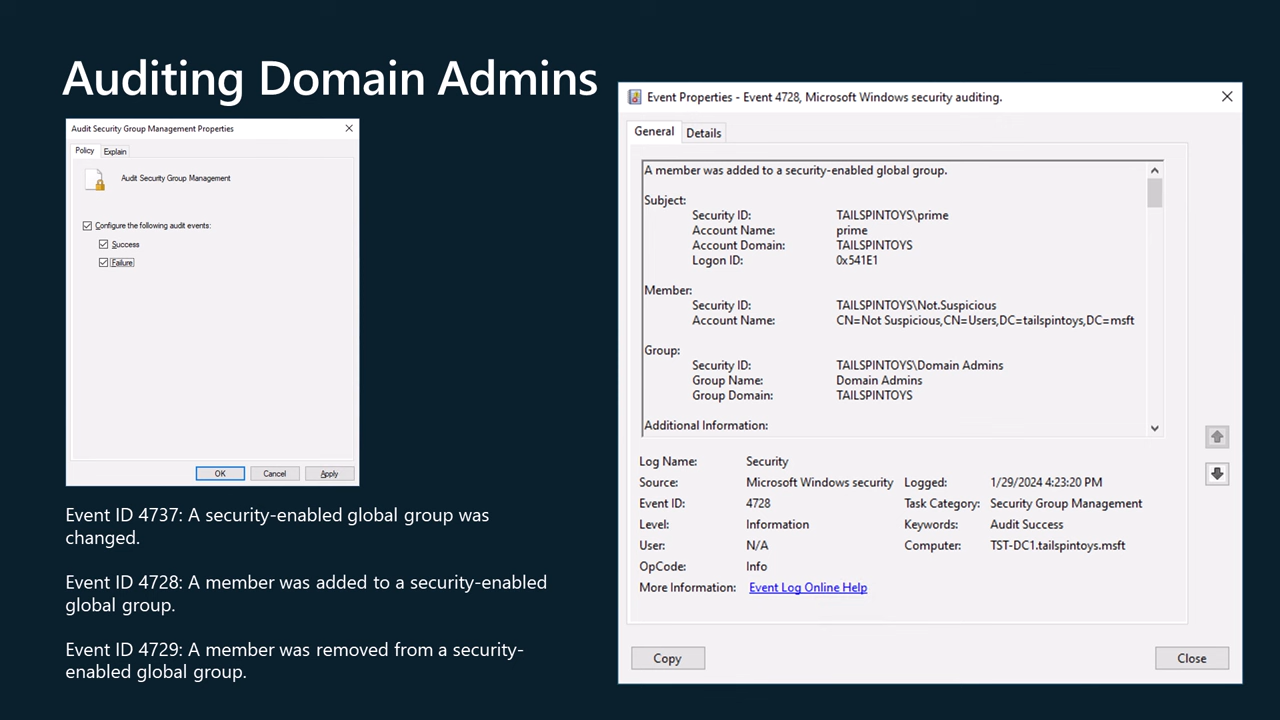 Auditing Domain Admins
Audit Security Group Management Properties
Policy Explain
Audit Security Group Management
Configure the following audit events:
Success
Failure
OK Cancel Apply
Event ID 4737: A security-enabled global group was
changed.
Event ID 4728: A member was added to a security-enabled
global group.
Event ID 4729: A member was removed from a security-
enabled global group.
Event Properties - Event 4728, Microsoft Windows security auditing.
General Details
A member was added to a security-enabled global group.
Subject:
Security ID: TAILSPINTOYS\prime
Account Name: prime
Account Domain: TAILSPINTOYS
Logon ID: 0x541E1
Member:
Security ID: TAILSPINTOYS\Not.Suspicious
Account Name: CN=Not Suspicious,CN=Users,DC=tailspintoys,DC=msft
Group:
Security ID: TAILSPINTOYS\Domain Admins
Group Name: Domain Admins
Group Domain: TAILSPINTOYS
Additional Information:
Log Name: Security
Source: Microsoft Windows security Logged: 1/29/2024 4:23:20 PM
Event ID: 4728 Task Category: Security Group Management
Level: Information Keywords: Audit Success
User: N/A Computer: TST-DC1.tailspintoys.msft
OpCode: Info
More Information: Event Log Online Help
Copy Close